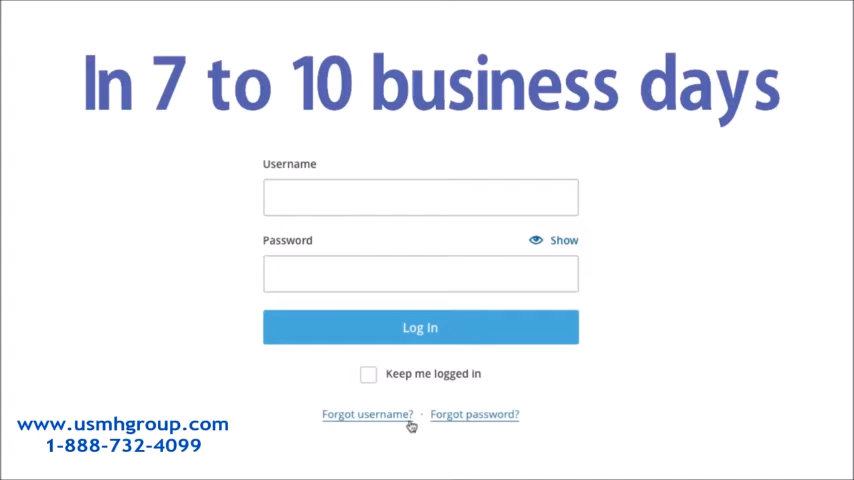 In 7 to 10 business days
Username
Password Show
Log In
Keep me logged in
Forgot username? · Forgot password?
www.usmhgroup.com
1-888-732-4099